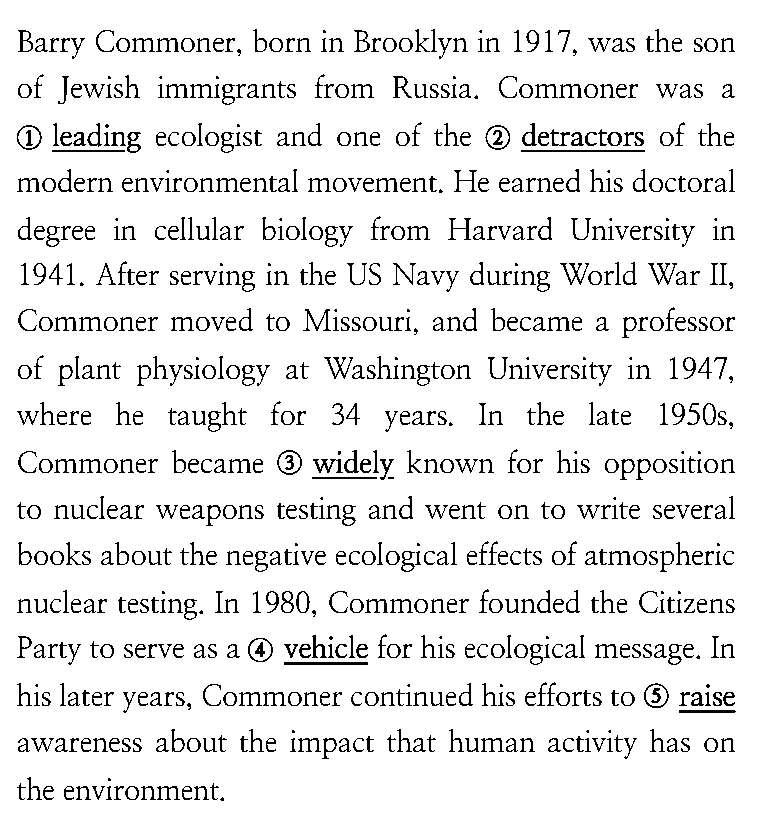 Barry Commoner, born in Brooklyn in 1917, was the son
of Jewish immigrants from Russia. Commoner was a
① leading ecologist and one of the ② detractors of the
modern environmental movement. He earned his doctoral
degree in cellular biology from Harvard University in
1941. After serving in the US Navy during World War II,
Commoner moved to Missouri, and became a professor
of plant physiology at Washington University in 1947,
where he taught for 34 years. In the late 1950s,
Commoner became ③ widely known for his opposition
to nuclear weapons testing and went on to write several
books about the negative ecological effects of atmospheric
nuclear testing. In 1980, Commoner founded the Citizens
Party to serve as a ④ vehicle for his ecological message. In
his later years, Commoner continued his efforts to ⑤ raise
awareness about the impact that human activity has on
the environment.